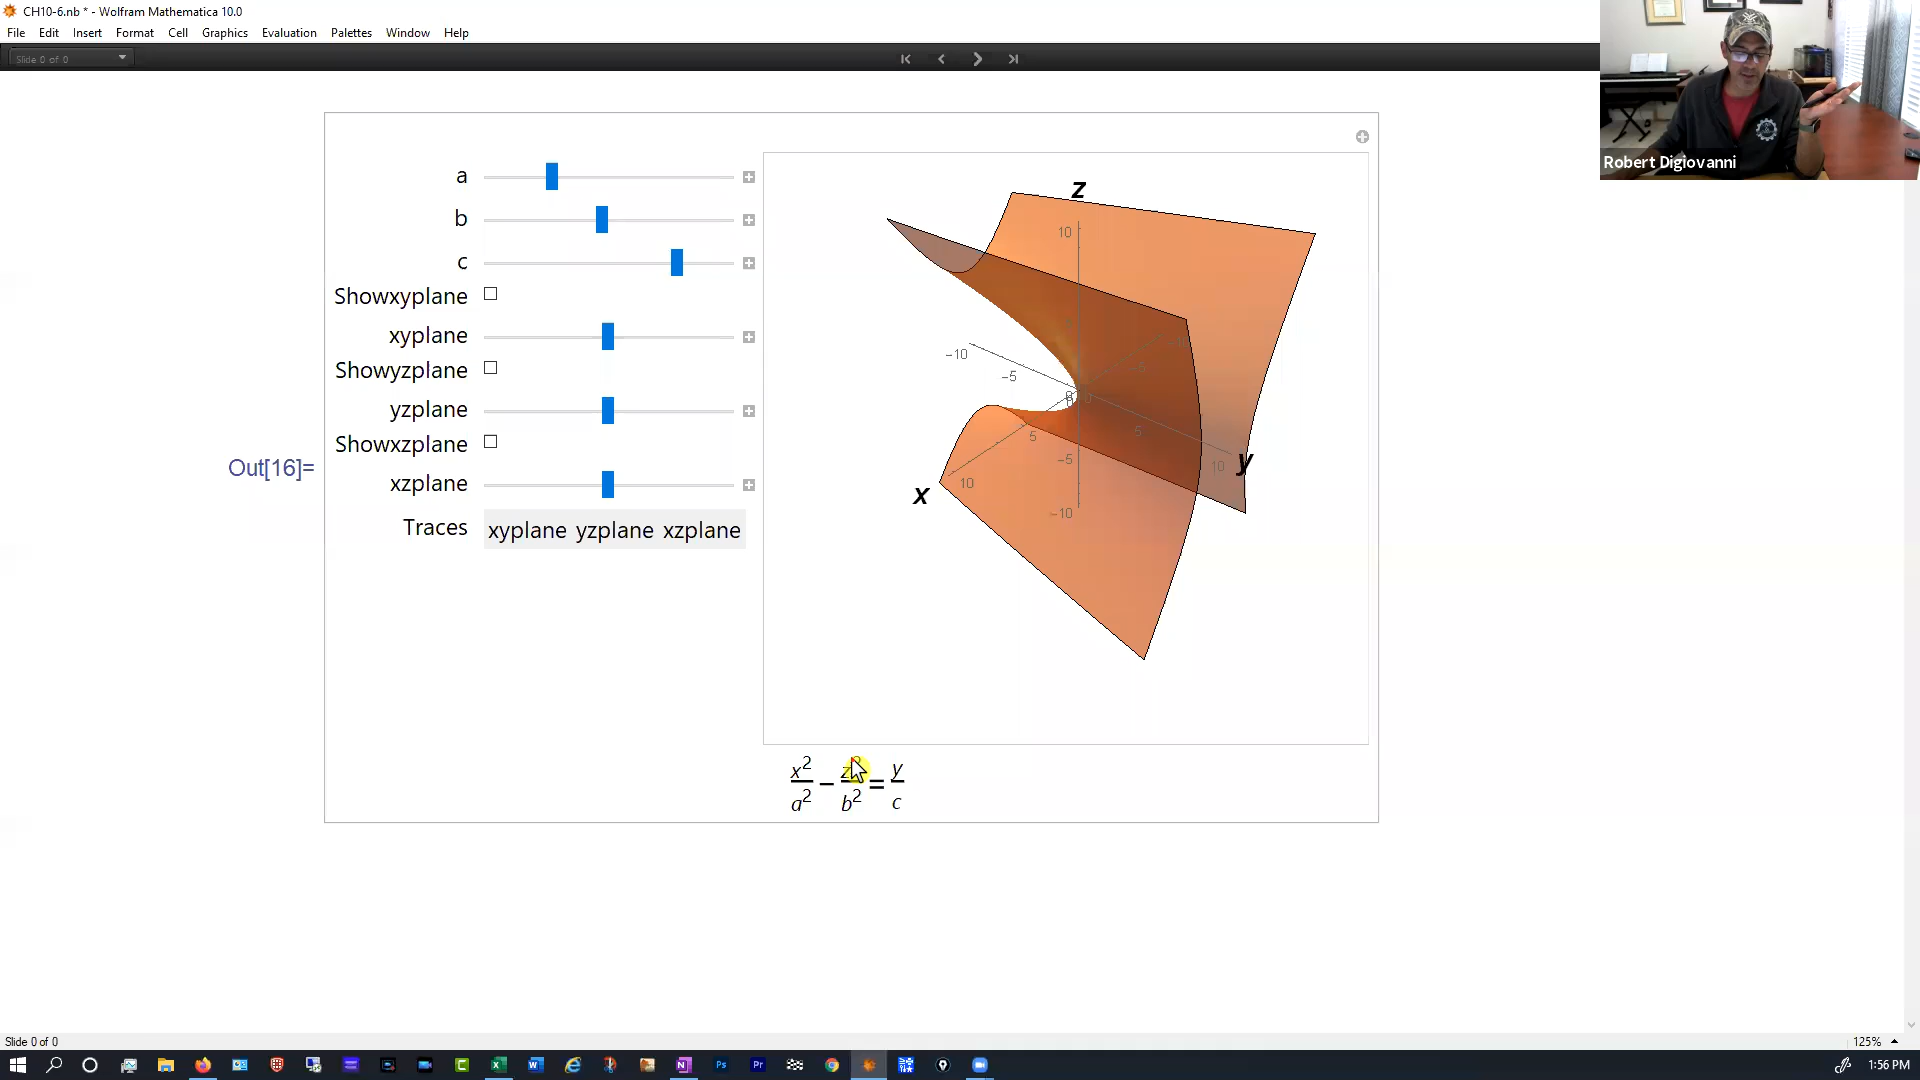 CH10-6.nb * - Wolfram Mathematica 10.0
File Edit Insert Format Cell Graphics Evaluation Palettes Window Help
Slide 0 of 0
Robert Digiovanni
a
b
c
Showxyplane
xyplane
Showyzplane
yzplane
Showxzplane
xzplane
Traces xyplane yzplane xzplane
Out[16]=
z
10
-10
-5
5
-5
5
10
y
x
10
-10
x²/a² − z²/b² = y/c
Slide 0 of 0
125%
1:56 PM